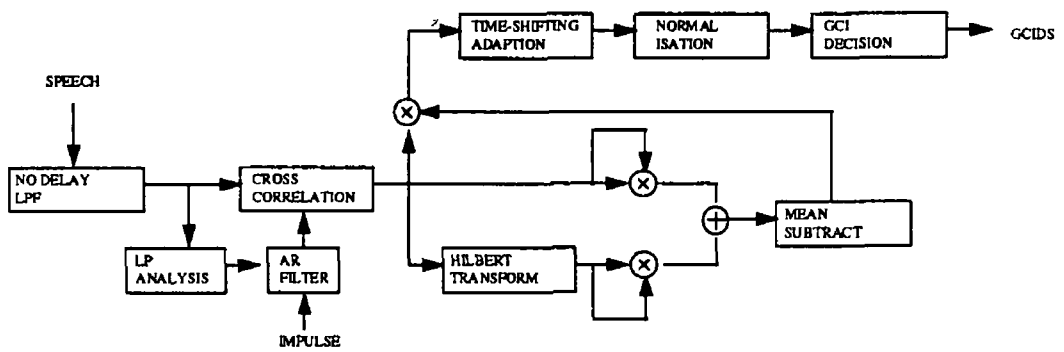 TIME-SHIFTING
ADAPTION
NORMAL
ISATION
GCI
DECISION
GCIDS
SPEECH
NO DELAY
LPF
CROSS
CORRELATION
MEAN
SUBTRACT
LP
ANALYSIS
AR
FILTER
HILBERT
TRANSFORM
IMPULSE